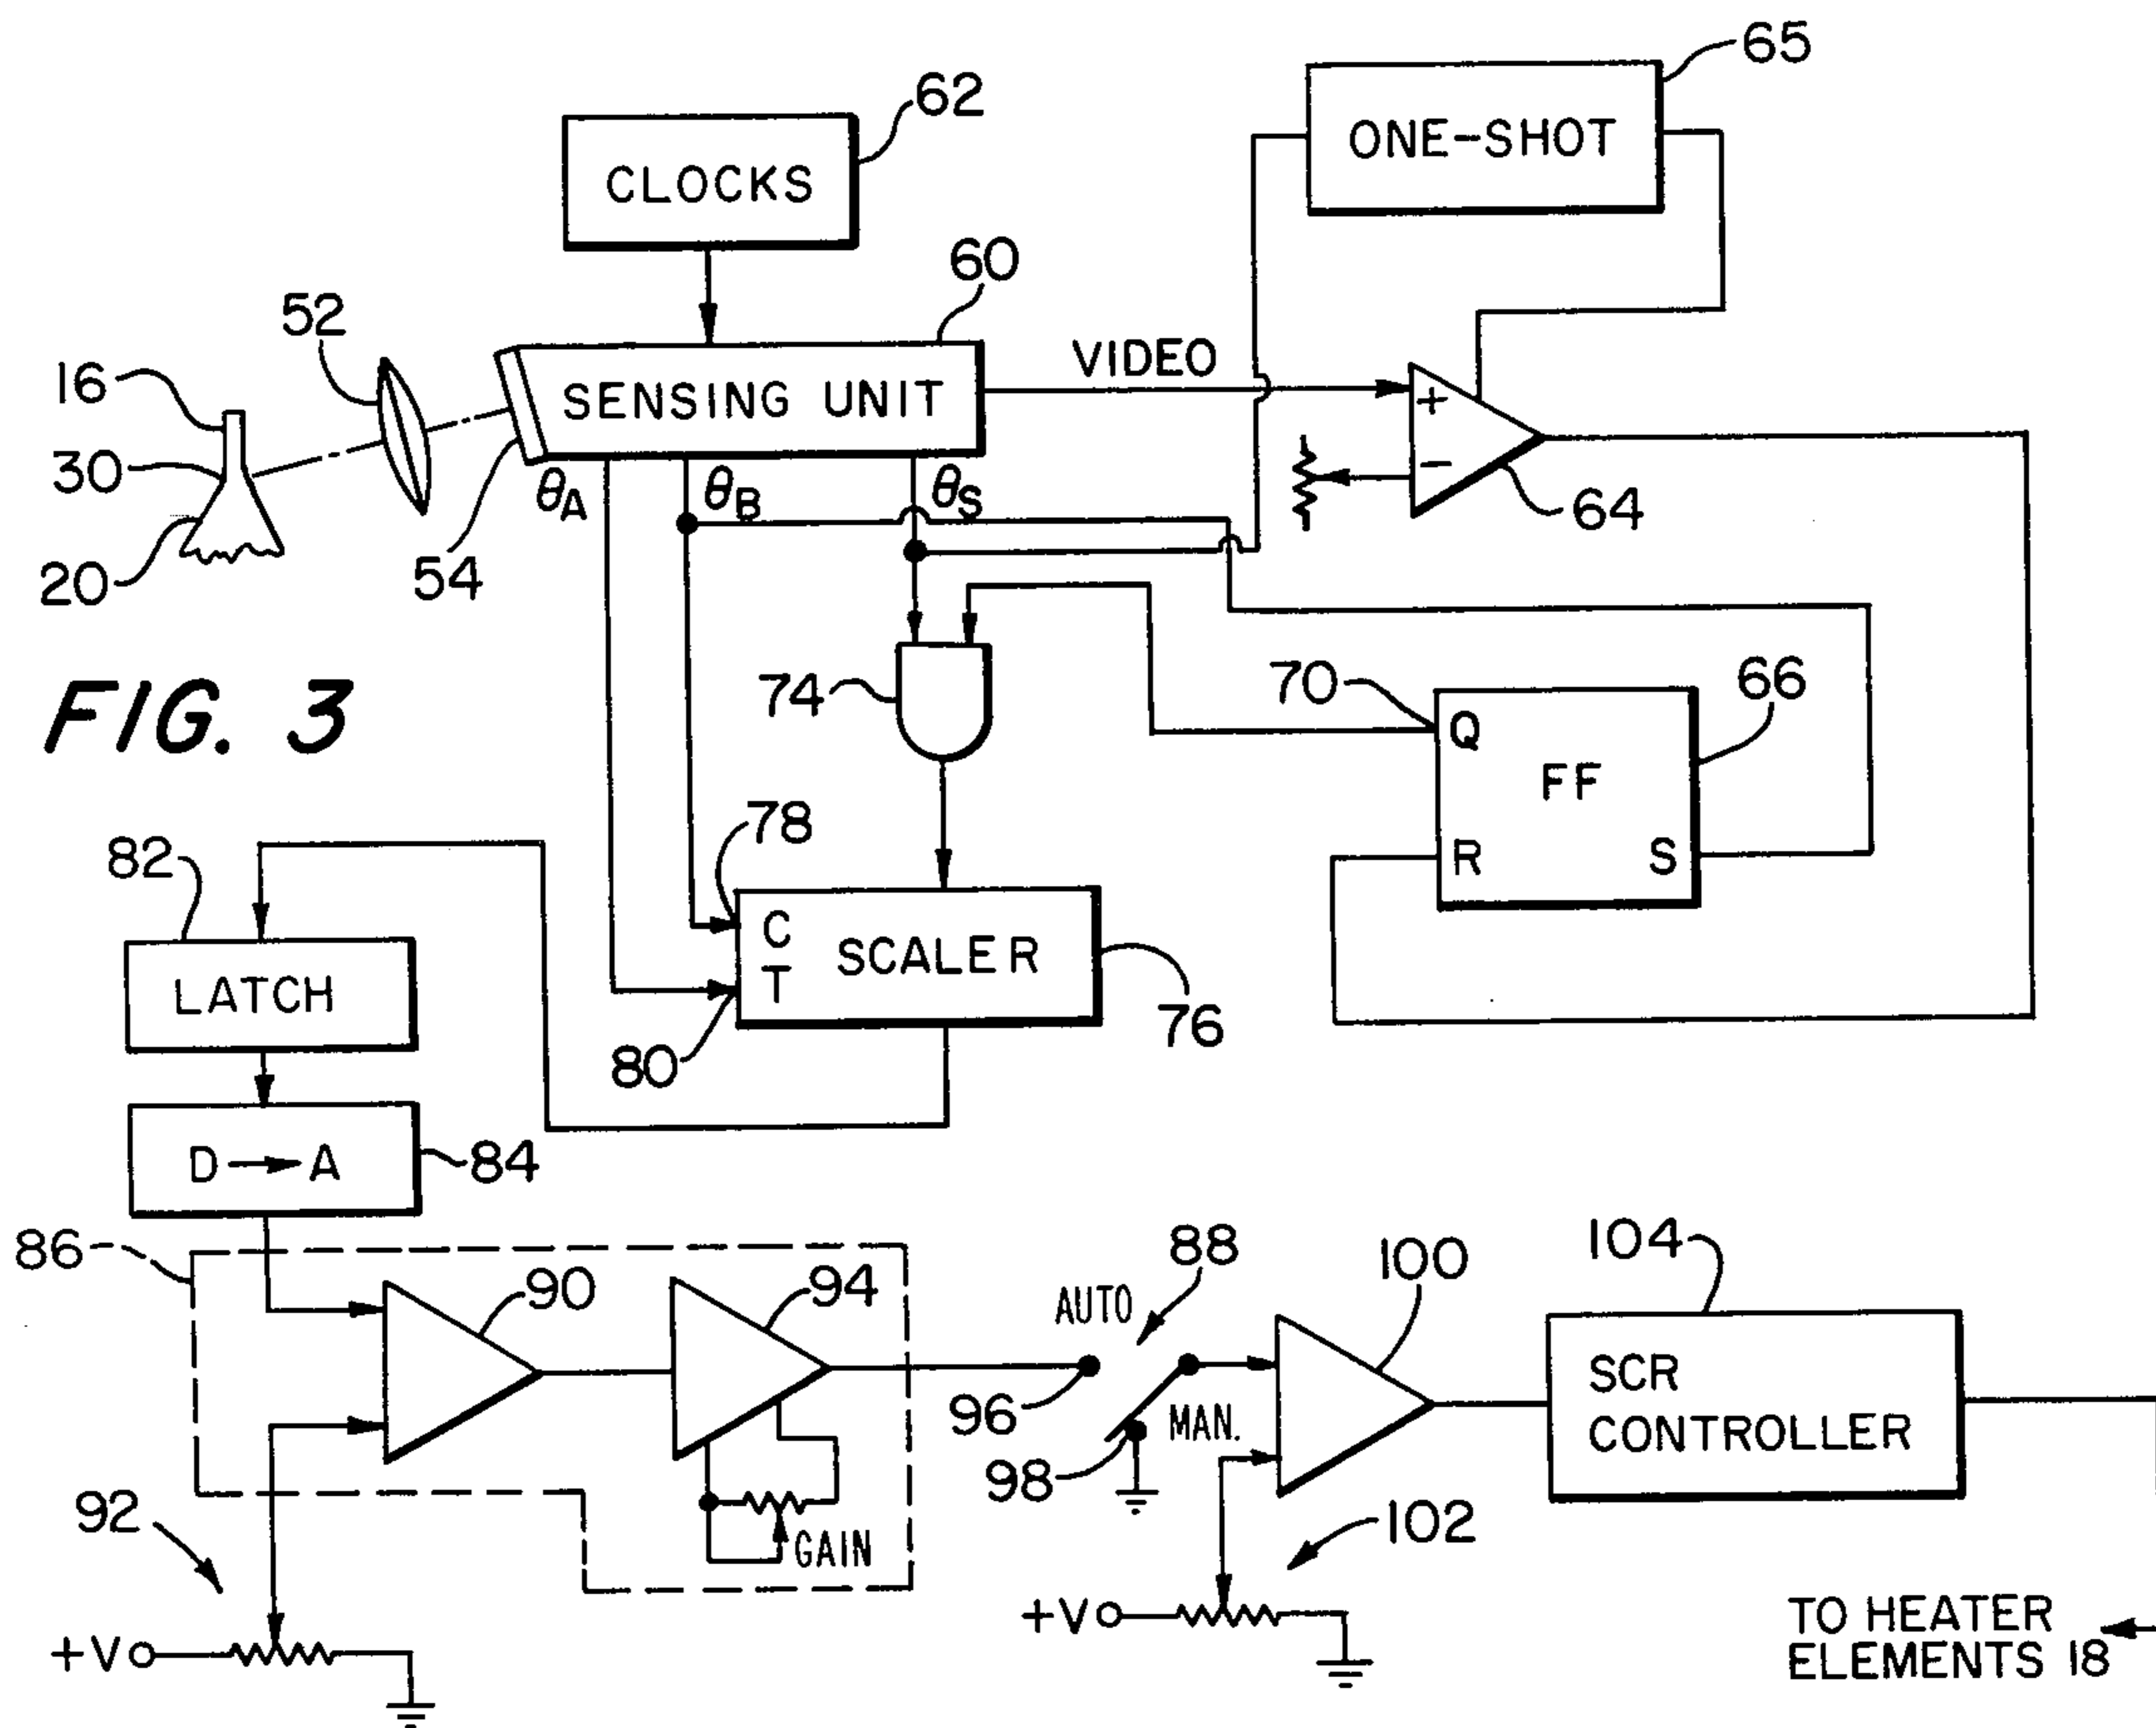 65
ONE-SHOT
62
CLOCKS
60
52
VIDEO
16
SENSING UNIT
+
30
−
θA
θB
θS
64
20
54
FIG. 3
74
70
66
Q
FF
78
R
S
82
C
SCALER
T
LATCH
76
80
D → A
84
86
90
94
88
100
104
AUTO
SCR
CONTROLLER
96
MAN.
98
92
GAIN
102
+V
+V
TO HEATER
ELEMENTS 18